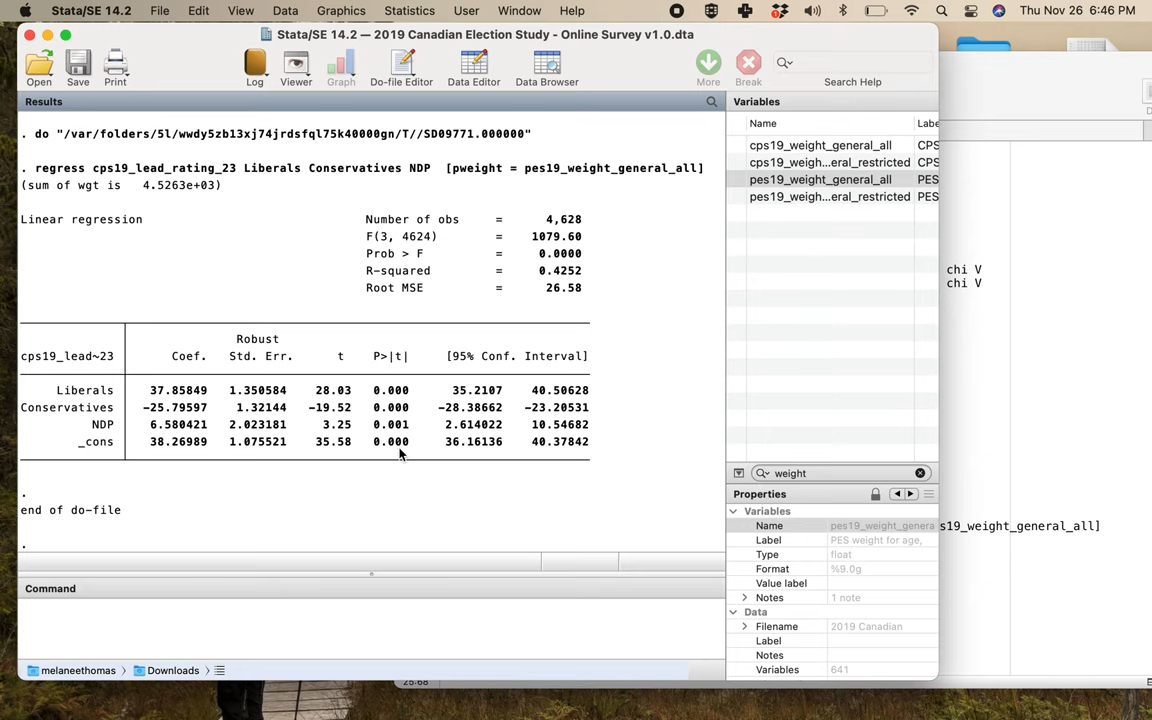 Stata/SE 14.2 File Edit View Data Graphics Statistics User Window Help Thu Nov 26 6:46 PM
Stata/SE 14.2 — 2019 Canadian Election Study - Online Survey v1.0.dta
Open Save Print Log Viewer Graph Do-file Editor Data Editor Data Browser More Break Search Help
Results
. do "/var/folders/5l/wwdy5zb13xj74jrdsfql75k40000gn/T//SD09771.000000"
. regress cps19_lead_rating_23 Liberals Conservatives NDP [pweight = pes19_weight_general_all]
(sum of wgt is 4.5263e+03)
Linear regression Number of obs = 4,628
F(3, 4624) = 1079.60
Prob > F = 0.0000
R-squared = 0.4252
Root MSE = 26.58
Robust
cps19_lead~23 Coef. Std. Err. t P>|t| [95% Conf. Interval]
Liberals 37.85849 1.350584 28.03 0.000 35.2107 40.50628
Conservatives -25.79597 1.32144 -19.52 0.000 -28.38662 -23.20531
NDP 6.580421 2.023181 3.25 0.001 2.614022 10.54682
_cons 38.26989 1.075521 35.58 0.000 36.16136 40.37842
.
end of do-file
.
Command
melaneethomas Downloads
Variables
Name Labe
cps19_weight_general_all CPS
cps19_weigh...eral_restricted CPS
pes19_weight_general_all PES
pes19_weigh...eral_restricted PES
weight
Properties
Variables
Name pes19_weight_genera
Label PES weight for age,
Type float
Format %9.0g
Value label
Notes 1 note
Data
Filename 2019 Canadian
Label
Notes
Variables 641
chi V
chi V
s19_weight_general_all]